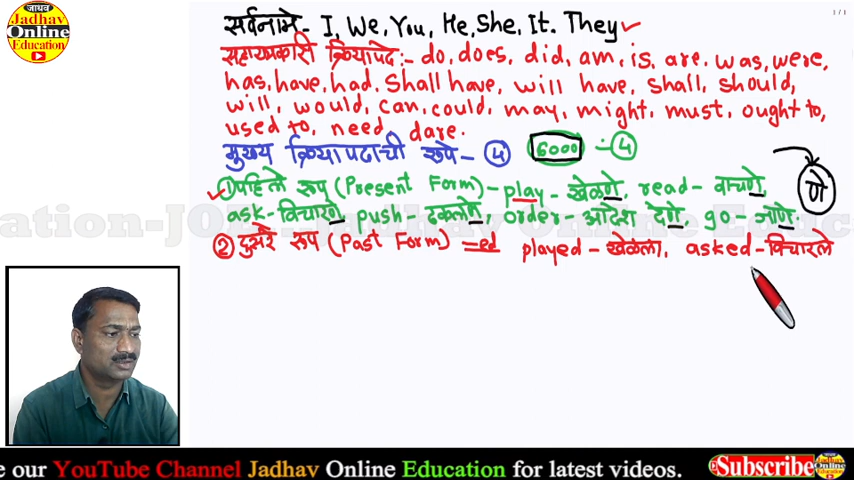 जाधव
Jadhav
Online
Education
1/1
सर्वनामे- I, We, You, He, She, It. They
सहाय्यकारी क्रियापदे:- do, does, did, am, is, are, was, were,
has, have, had, Shall have, will have, shall, should,
will, would, can, could, may, might, must, ought to,
used to, need, dare.
मुख्य क्रियापदाची रूपे- 4 6000 :- 4
1 पहिले रूप (Present Form) - play - खेळणे, read - वाचणे, णे
ask-विचारणे push-ढकलणे, order-आदेश देणे go-जाणे.
2 दुसरे रूप (Past Form) =ed played-खेळला, asked-विचारले
e our YouTube Channel Jadhav Online Education for latest videos. Subscribe